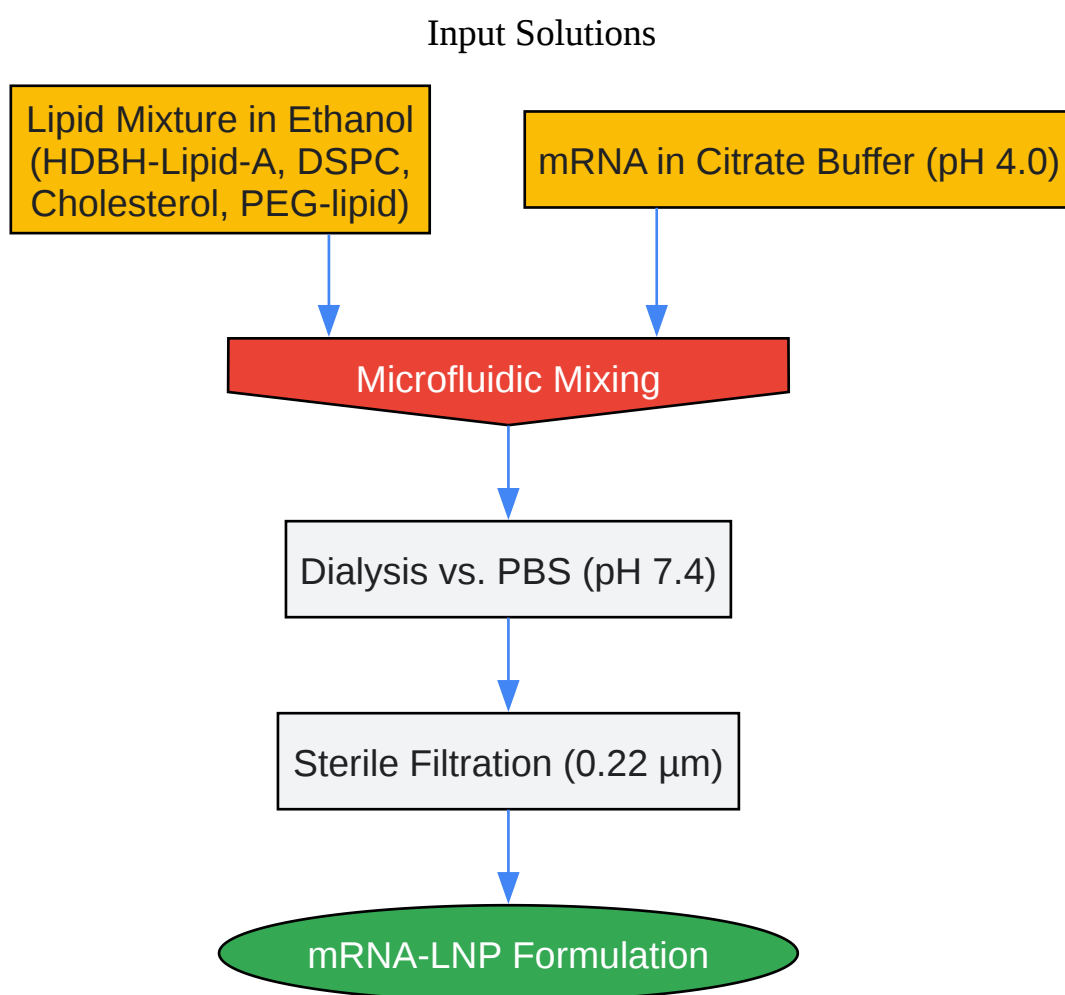 Input Solutions
Lipid Mixture in Ethanol
(HDBH-Lipid-A, DSPC,
Cholesterol, PEG-lipid)
mRNA in Citrate Buffer (pH 4.0)
Microfluidic Mixing
Dialysis vs. PBS (pH 7.4)
Sterile Filtration (0.22 µm)
mRNA-LNP Formulation